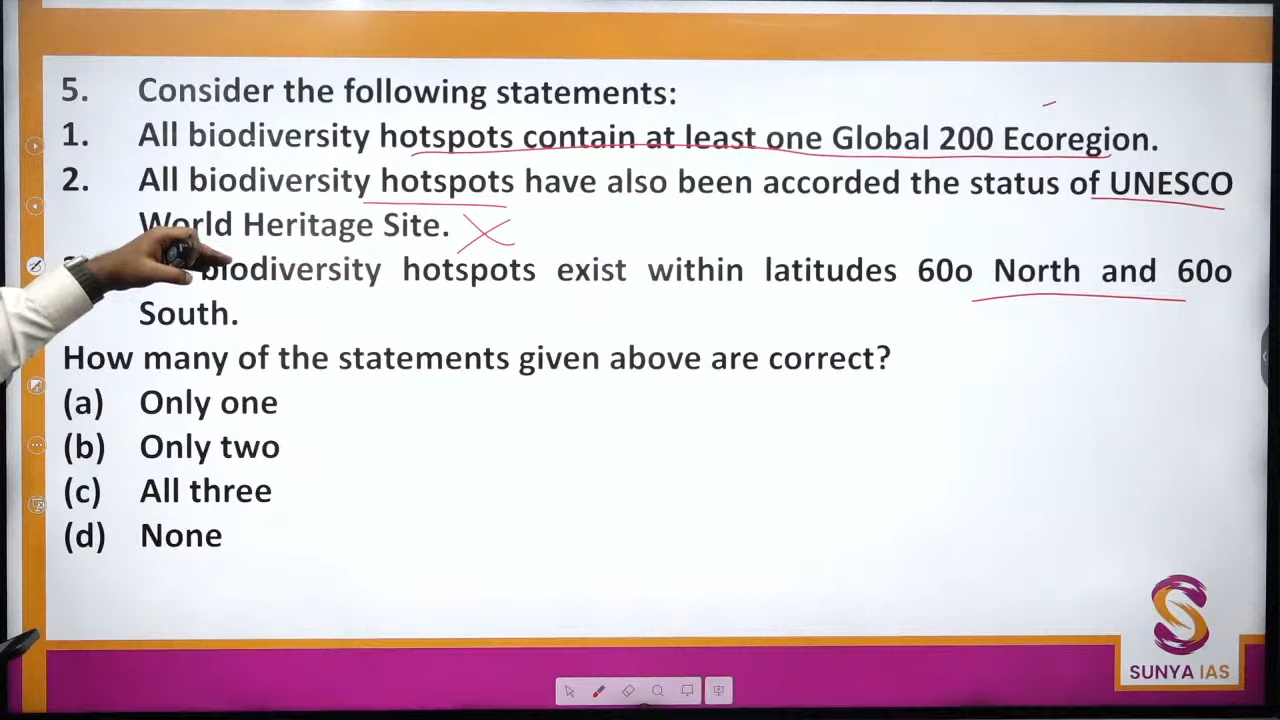 5. Consider the following statements:
1. All biodiversity hotspots contain at least one Global 200 Ecoregion.
2. All biodiversity hotspots have also been accorded the status of UNESCO
World Heritage Site.
biodiversity hotspots exist within latitudes 60o North and 60o
South.
How many of the statements given above are correct?
(a) Only one
(b) Only two
(c) All three
(d) None
SUNYA IAS